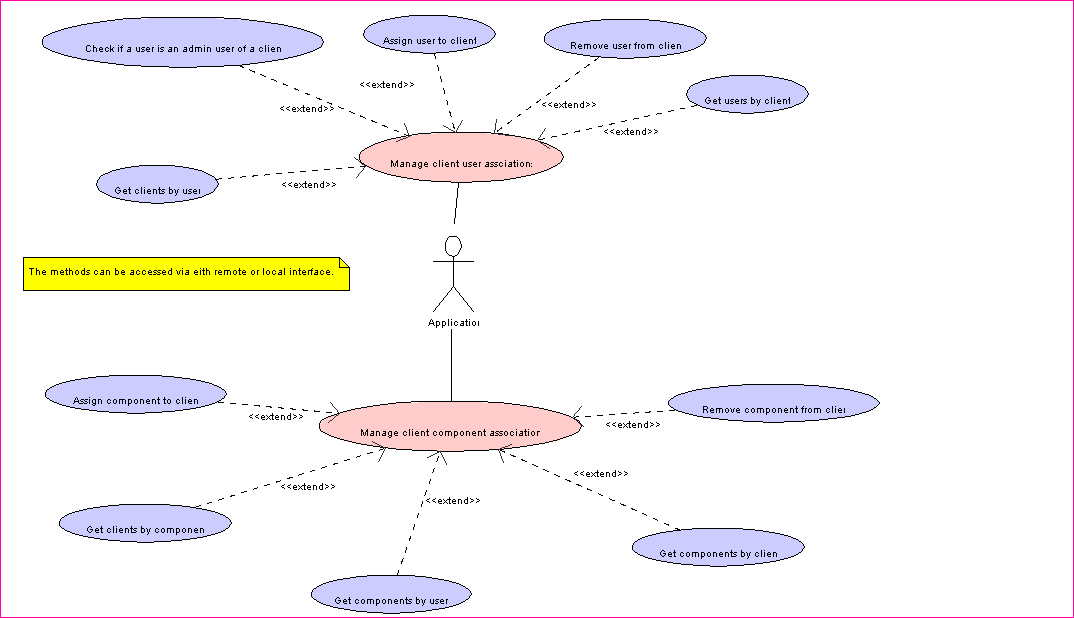 Check if a user is an admin user of a clien
Assign user to client
Remove user from clien
Get users by client
<<extend>>
<<extend>>
<<extend>>
<<extend>>
Manage client user assciation:
Get clients by user
<<extend>>
The methods can be accessed via eith remote or local interface.
Application
Assign component to clien
<<extend>>
Remove component from clien
<<extend>>
Manage client component association
<<extend>>
<<extend>>
<<extend>>
Get clients by componen
Get components by clien
Get components by user